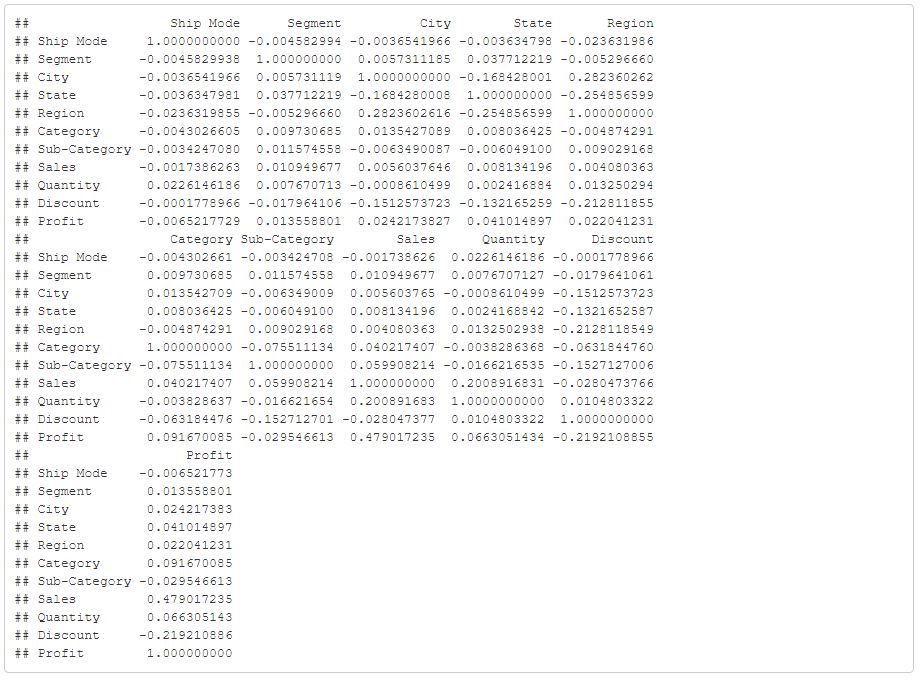 ##              Ship Mode      Segment          City        State       Region
## Ship Mode     1.0000000000 -0.004582994 -0.0036541966 -0.003634798 -0.023631986
## Segment      -0.0045829938  1.000000000  0.0057311185  0.037712219 -0.005296660
## City         -0.0036541966  0.005731119  1.0000000000 -0.168428001  0.282360262
## State        -0.0036347981  0.037712219 -0.1684280008  1.000000000 -0.254856599
## Region       -0.0236319855 -0.005296660  0.2823602616 -0.254856599  1.000000000
## Category     -0.0043026605  0.009730685  0.0135427089  0.008036425 -0.004874291
## Sub-Category -0.0034247080  0.011574558 -0.0063490087 -0.006049100  0.009029168
## Sales        -0.0017386263  0.010949677  0.0056037646  0.008134196  0.004080363
## Quantity      0.0226146186  0.007670713 -0.0008610499  0.002416884  0.013250294
## Discount     -0.0001778966 -0.017964106 -0.1512573723 -0.132165259 -0.212811855
## Profit       -0.0065217729  0.013558801  0.0242173827  0.041014897  0.022041231
##                  Category Sub-Category        Sales      Quantity      Discount
## Ship Mode    -0.004302661 -0.003424708 -0.001738626  0.0226146186 -0.0001778966
## Segment       0.009730685  0.011574558  0.010949677  0.0076707127 -0.0179641061
## City          0.013542709 -0.006349009  0.005603765 -0.0008610499 -0.1512573723
## State         0.008036425 -0.006049100  0.008134196  0.0024168842 -0.1321652587
## Region       -0.004874291  0.009029168  0.004080363  0.0132502938 -0.2128118549
## Category      1.000000000 -0.075511134  0.040217407 -0.0038286368 -0.0631844760
## Sub-Category -0.075511134  1.000000000  0.059908214 -0.0166216535 -0.1527127006
## Sales         0.040217407  0.059908214  1.000000000  0.2008916831 -0.0280473766
## Quantity     -0.003828637 -0.016621654  0.200891683  1.0000000000  0.0104803322
## Discount     -0.063184476 -0.152712701 -0.028047377  0.0104803322  1.0000000000
## Profit        0.091670085 -0.029546613  0.479017235  0.0663051434 -0.2192108855
##                    Profit
## Ship Mode    -0.006521773
## Segment       0.013558801
## City          0.024217383
## State         0.041014897
## Region        0.022041231
## Category      0.091670085
## Sub-Category -0.029546613
## Sales         0.479017235
## Quantity      0.066305143
## Discount     -0.219210886
## Profit        1.000000000